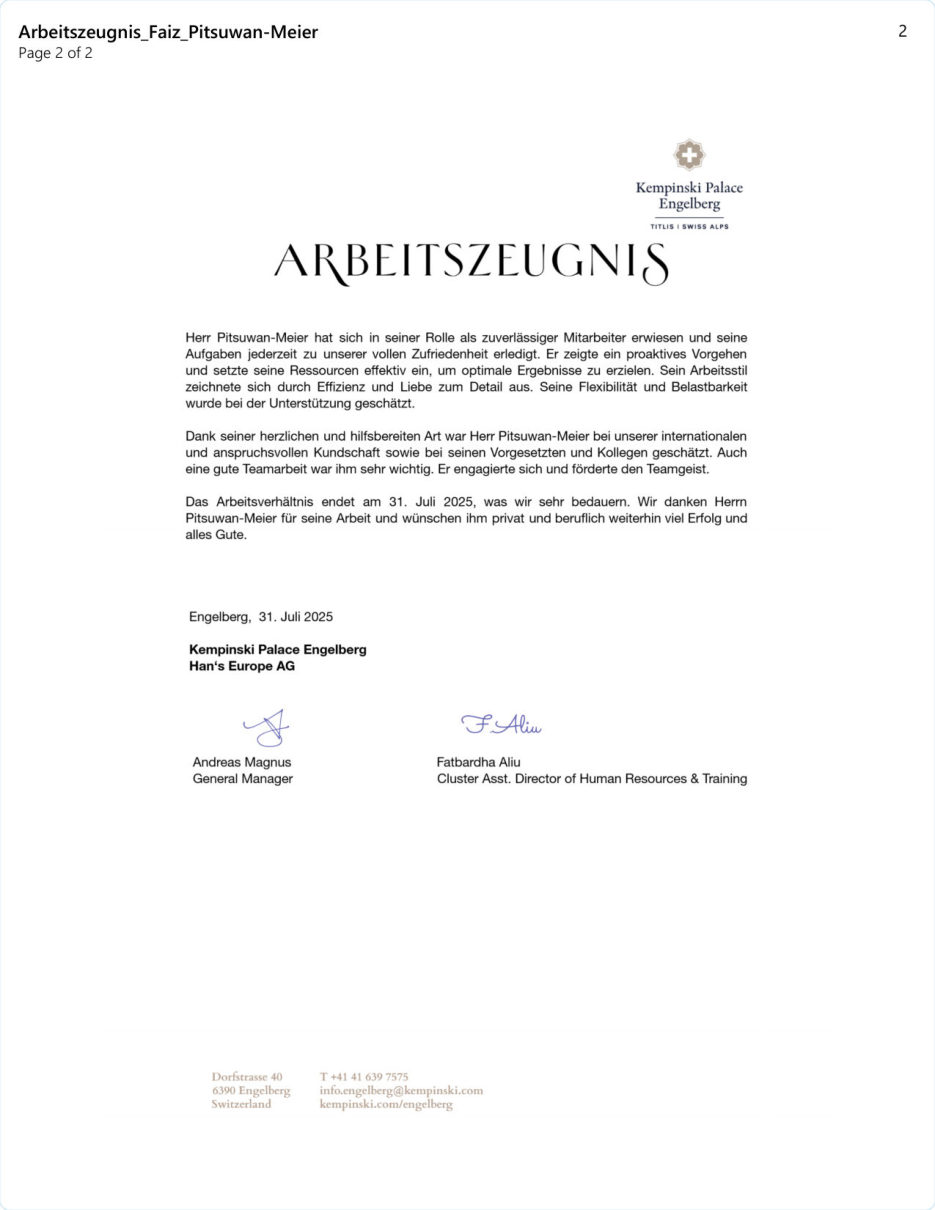 Arbeitszeugnis_Faiz_Pitsuwan-Meier
2
Page 2 of 2
Kempinski Palace
Engelberg
TITLIS | SWISS ALPS
ARBEITSZEUGNIS
Herr Pitsuwan-Meier hat sich in seiner Rolle als zuverlässiger Mitarbeiter erwiesen und seine
Aufgaben jederzeit zu unserer vollen Zufriedenheit erledigt. Er zeigte ein proaktives Vorgehen
und setzte seine Ressourcen effektiv ein, um optimale Ergebnisse zu erzielen. Sein Arbeitsstil
zeichnete sich durch Effizienz und Liebe zum Detail aus. Seine Flexibilität und Belastbarkeit
wurde bei der Unterstützung geschätzt.
Dank seiner herzlichen und hilfsbereiten Art war Herr Pitsuwan-Meier bei unserer internationalen
und anspruchsvollen Kundschaft sowie bei seinen Vorgesetzten und Kollegen geschätzt. Auch
eine gute Teamarbeit war ihm sehr wichtig. Er engagierte sich und förderte den Teamgeist.
Das Arbeitsverhältnis endet am 31. Juli 2025, was wir sehr bedauern. Wir danken Herrn
Pitsuwan-Meier für seine Arbeit und wünschen ihm privat und beruflich weiterhin viel Erfolg und
alles Gute.
Engelberg, 31. Juli 2025
Kempinski Palace Engelberg
Han‘s Europe AG
F Aliu
Andreas Magnus
General Manager
Fatbardha Aliu
Cluster Asst. Director of Human Resources & Training
Dorfstrasse 40
6390 Engelberg
Switzerland
T +41 41 639 7575
info.engelberg@kempinski.com
kempinski.com/engelberg